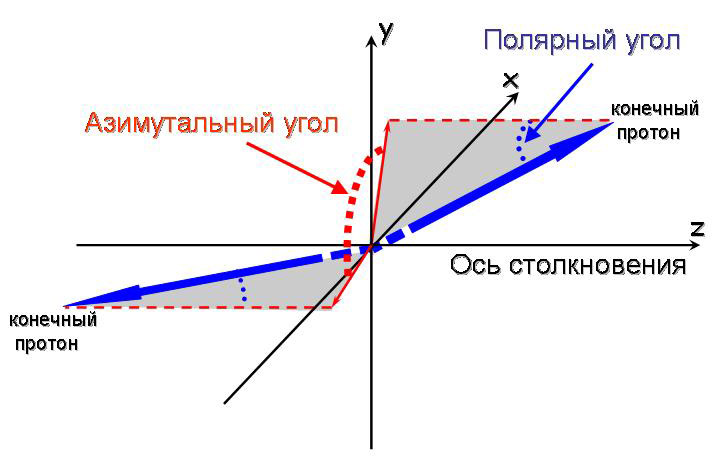 y
Полярный угол
x
Азимутальный угол
конечный
протон
z
Ось столкновения
конечный
протон